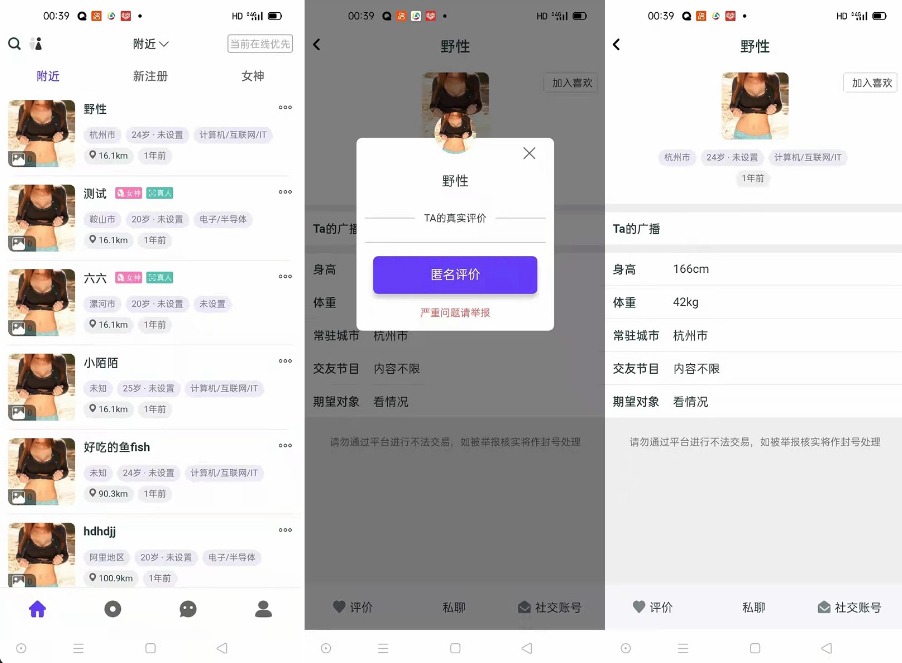 00:39
HD
附近
当前在线优先
附近
新注册
女神
野性
杭州市 24岁 · 未设置 计算机/互联网/IT
16.1km 1年前
测试 女神 真人
鞍山市 20岁 · 未设置 电子/半导体
16.1km 1年前
六六 女神 真人
漯河市 20岁 · 未设置 未设置
16.1km 1年前
小陌陌
未知 25岁 · 未设置 计算机/互联网/IT
16.1km 1年前
好吃的鱼fish
未知 24岁 · 未设置 计算机/互联网/IT
90.3km 1年前
hdhdjj
阿里地区 20岁 · 未设置 电子/半导体
100.9km 1年前
00:39
HD
野性
加入喜欢
野性
TA的真实评价
匿名评价
严重问题请举报
Ta的广播
身高
体重
常驻城市 杭州市
交友节目 内容不限
期望对象 看情况
请勿通过平台进行不法交易，如被举报核实将作封号处理
评价 私聊 社交账号
00:39
HD
野性
加入喜欢
杭州市 24岁 · 未设置 计算机/互联网/IT
1年前
Ta的广播
身高 166cm
体重 42kg
常驻城市 杭州市
交友节目 内容不限
期望对象 看情况
请勿通过平台进行不法交易，如被举报核实将作封号处理
评价 私聊 社交账号